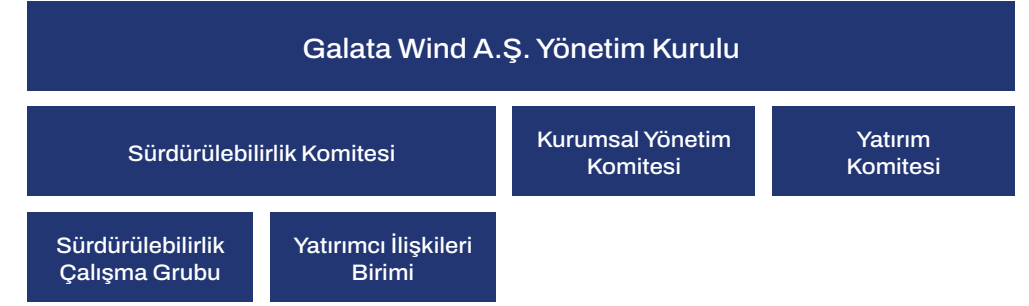 Galata Wind A.Ş. Yönetim Kurulu
Sürdürülebilirlik Komitesi
Kurumsal Yönetim
Komitesi
Yatırım
Komitesi
Sürdürülebilirlik
Çalışma Grubu
Yatırımcı İlişkileri
Birimi